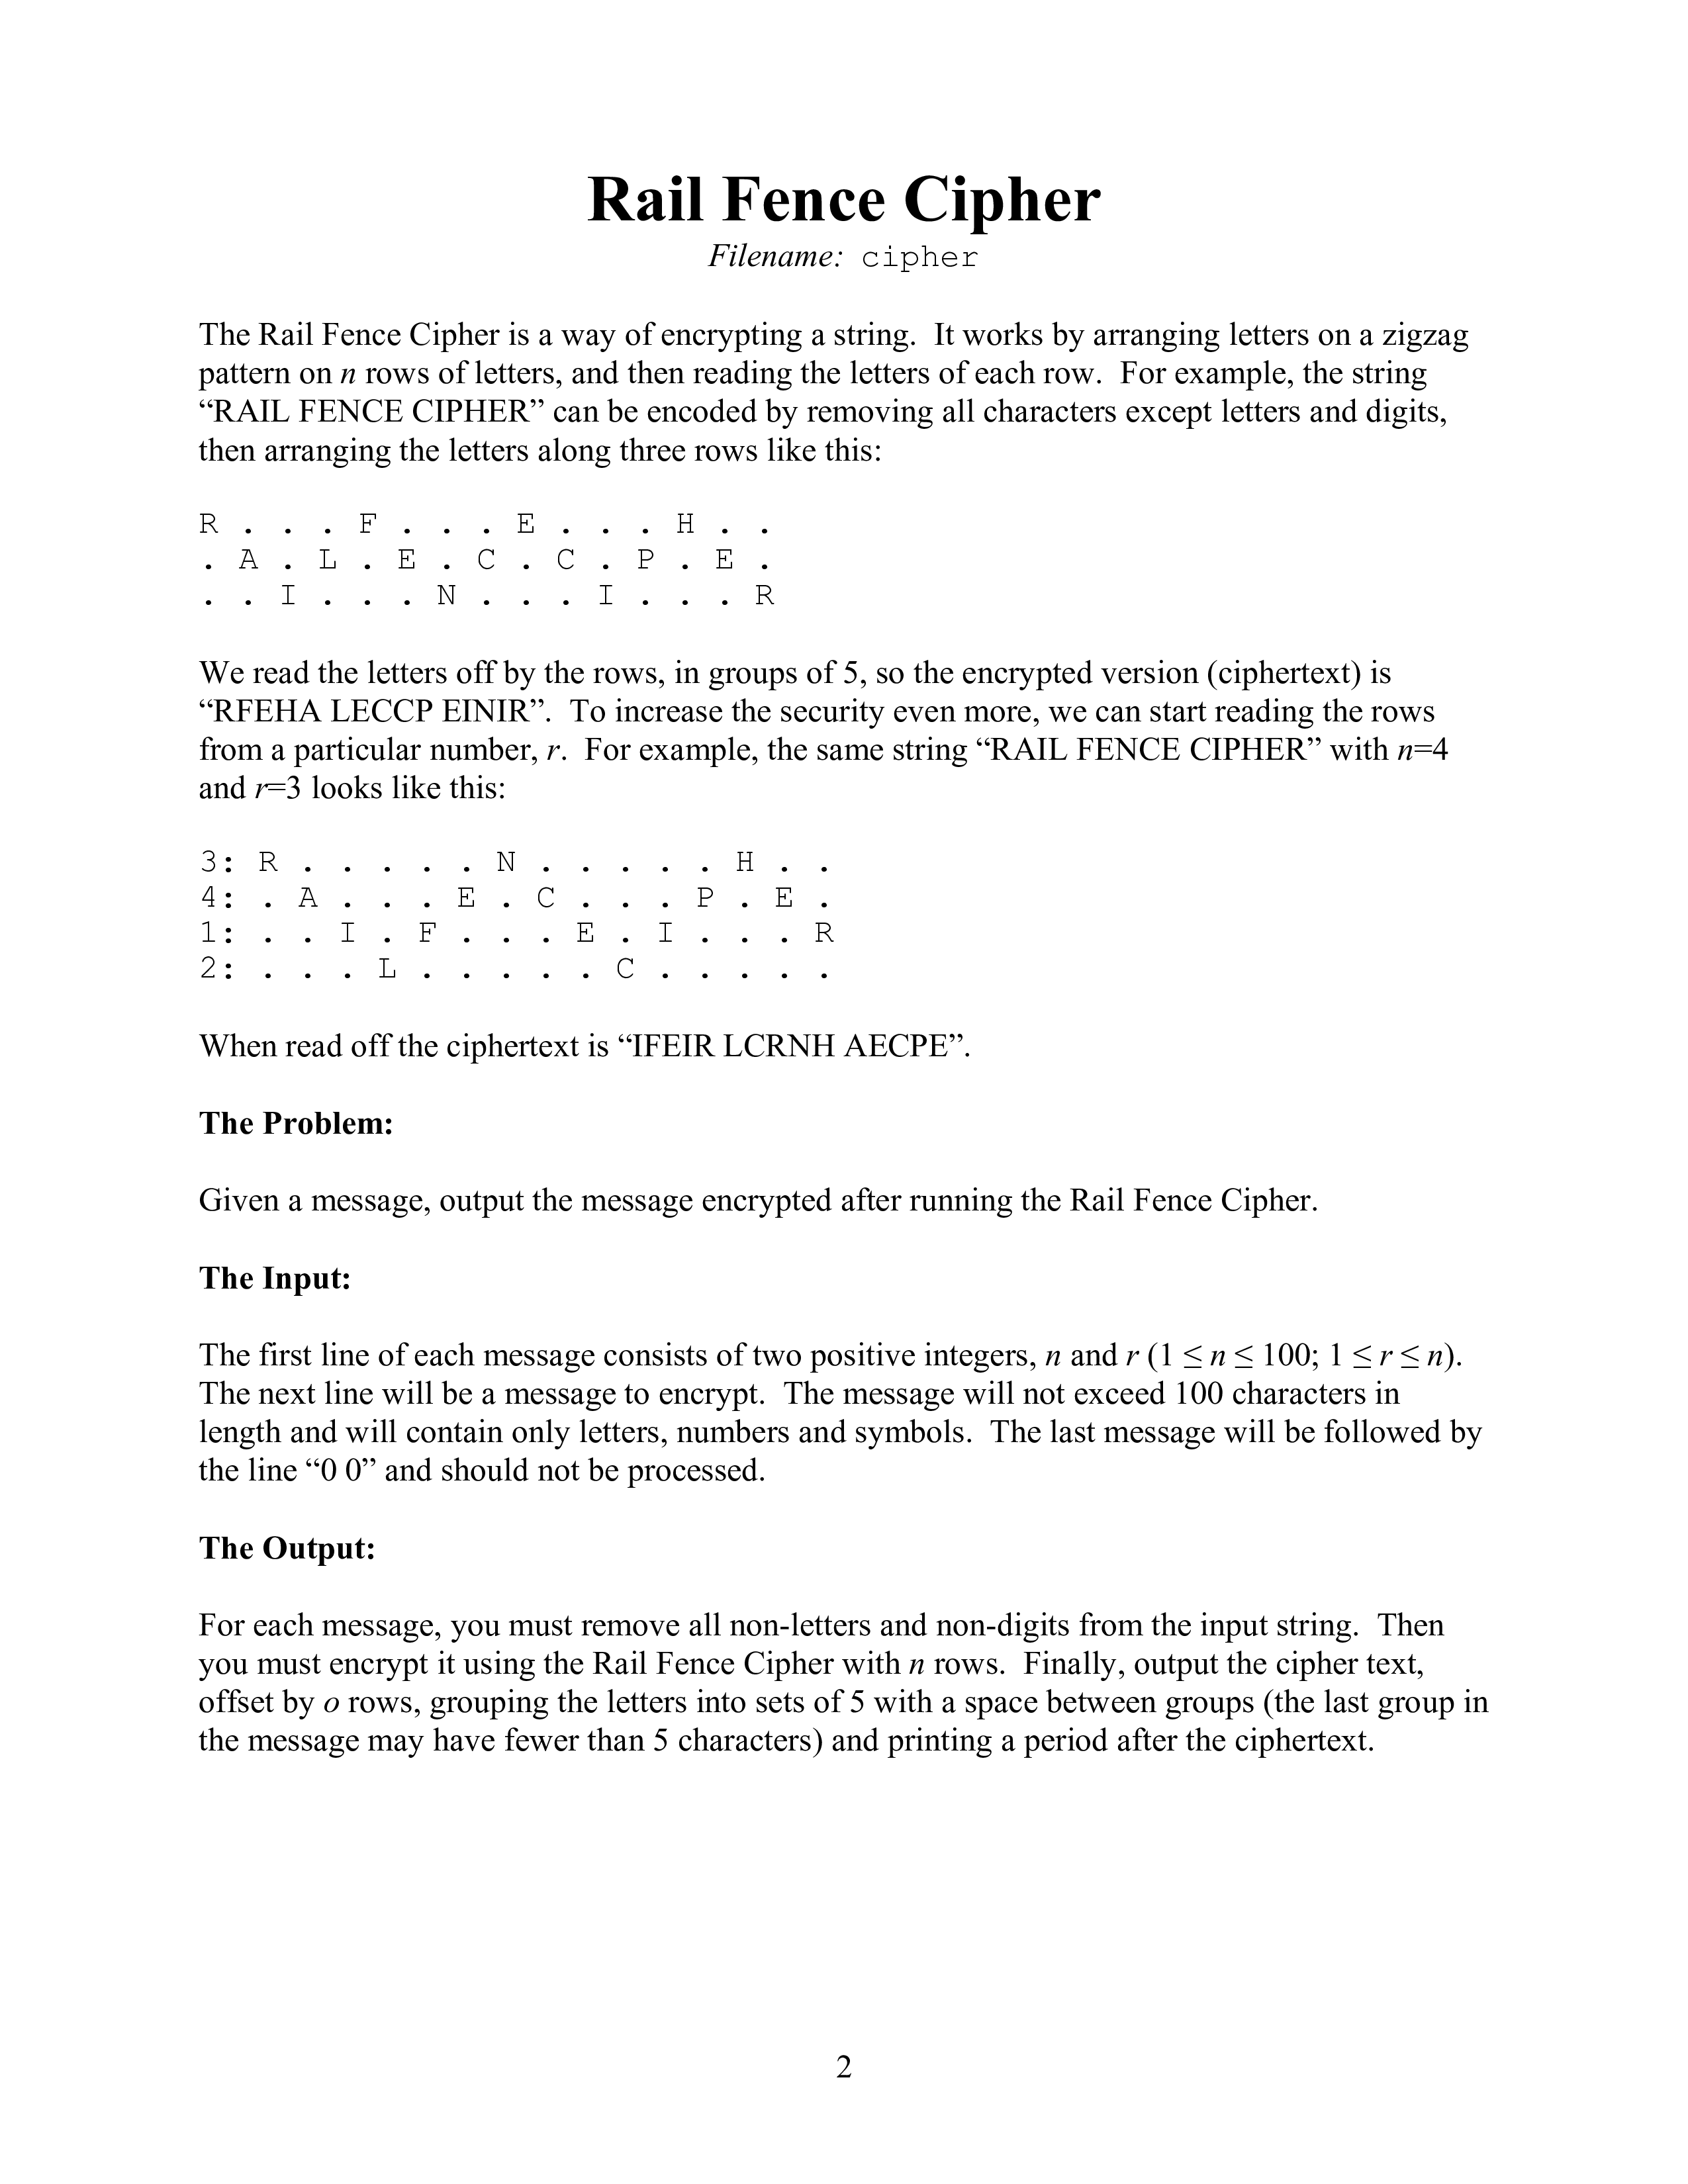 Rail Fence Cipher
Filename: cipher
The Rail Fence Cipher is a way of encrypting a string. It works by arranging letters on a zigzag
pattern on n rows of letters, and then reading the letters of each row. For example, the string
“RAIL FENCE CIPHER” can be encoded by removing all characters except letters and digits,
then arranging the letters along three rows like this:
R . . . F . . . E . . . H . .
. A . L . E . C . C . P . E .
. . I . . . N . . . I . . . R
We read the letters off by the rows, in groups of 5, so the encrypted version (ciphertext) is
“RFEHA LECCP EINIR”. To increase the security even more, we can start reading the rows
from a particular number, r. For example, the same string “RAIL FENCE CIPHER” with n=4
and r=3 looks like this:
3: R . . . . . N . . . . . H . .
4: . A . . . E . C . . . P . E .
1: . . I . F . . . E . I . . . R
2: . . . L . . . . . C . . . . .
When read off the ciphertext is “IFEIR LCRNH AECPE”.
The Problem:
Given a message, output the message encrypted after running the Rail Fence Cipher.
The Input:
The first line of each message consists of two positive integers, n and r (1 ≤ n ≤ 100; 1 ≤ r ≤ n).
The next line will be a message to encrypt. The message will not exceed 100 characters in
length and will contain only letters, numbers and symbols. The last message will be followed by
the line “0 0” and should not be processed.
The Output:
For each message, you must remove all non-letters and non-digits from the input string. Then
you must encrypt it using the Rail Fence Cipher with n rows. Finally, output the cipher text,
offset by o rows, grouping the letters into sets of 5 with a space between groups (the last group in
the message may have fewer than 5 characters) and printing a period after the ciphertext.
2